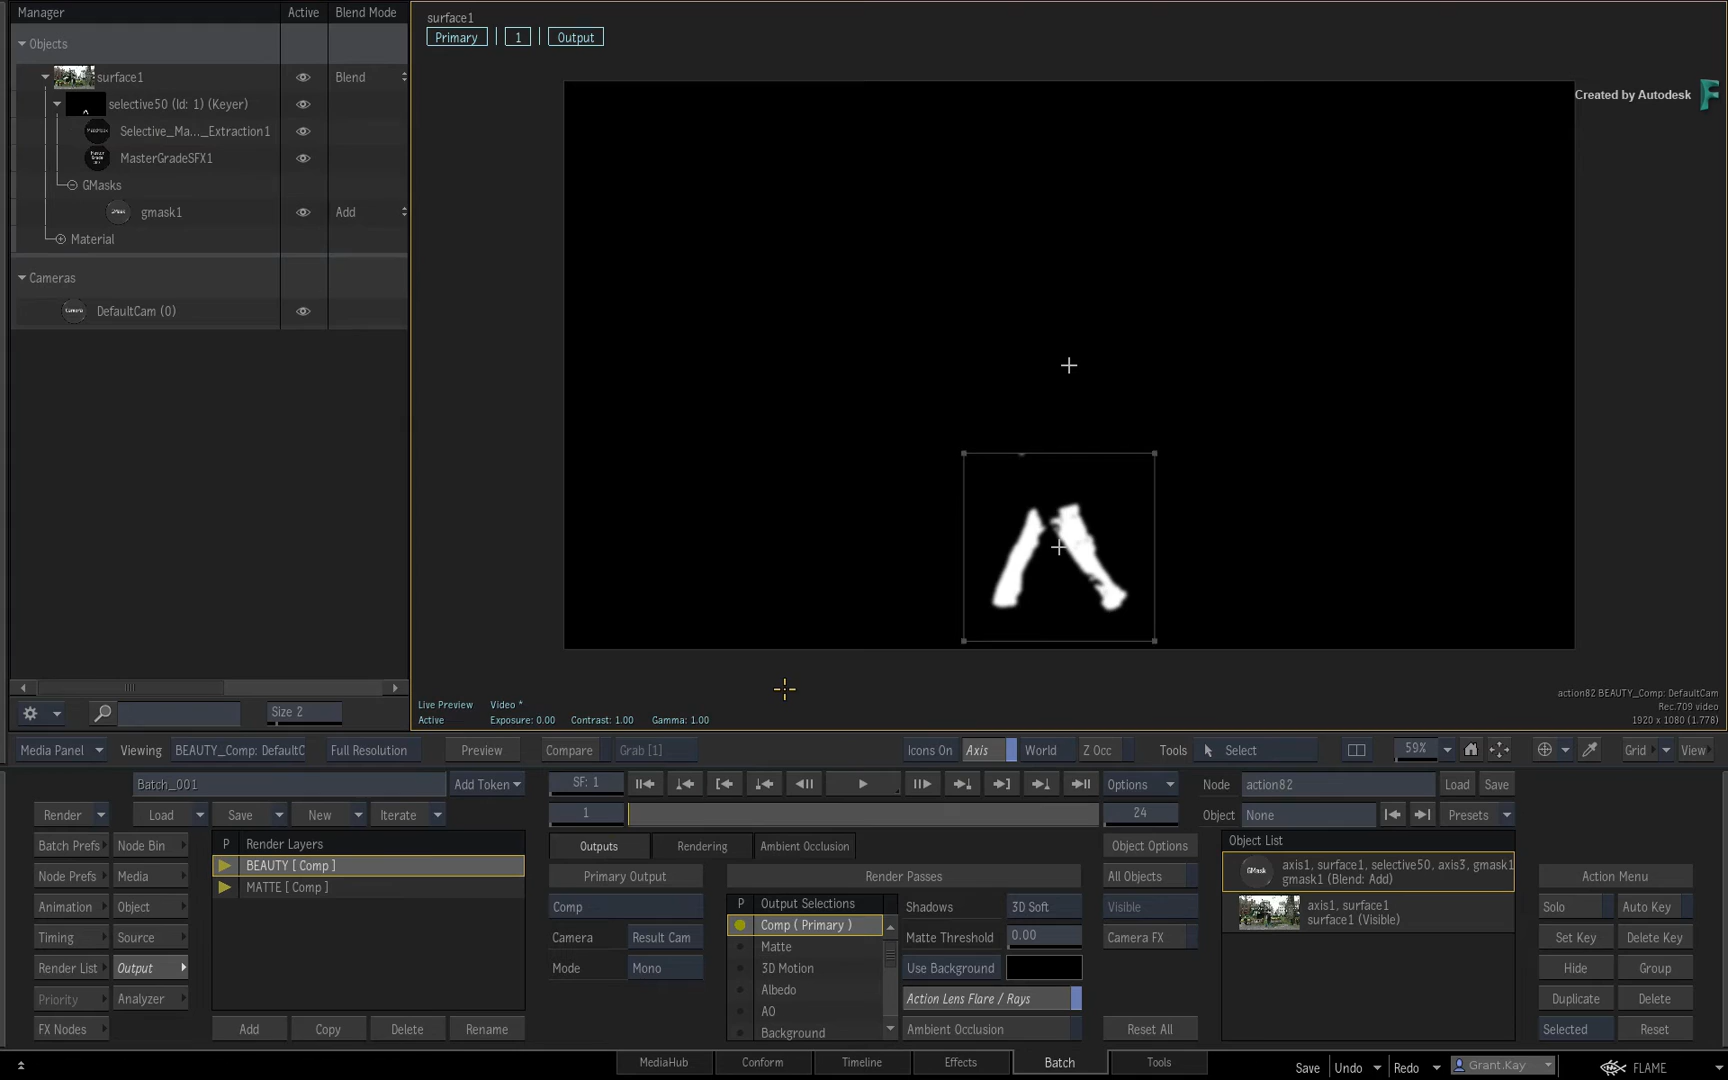 Manager Active Blend Mode
Objects
surface1 Blend
selective50 (Id: 1) (Keyer)
Selective_Ma..._Extraction1
MasterGradeSFX1
GMasks
gmask1 Add
Material
Cameras
DefaultCam (0)
Size 2
surface1
Primary 1 Output
Created by Autodesk
Live Preview Video *
Active Exposure: 0.00 Contrast: 1.00 Gamma: 1.00
action82 BEAUTY_Comp: DefaultCam
Rec.709 video
1920 x 1080 (1.778)
Media Panel Viewing BEAUTY_Comp: DefaultC Full Resolution Preview Compare Grab [1] Icons On Axis World Z Occ Tools Select 59% Grid View
Batch_001 Add Token SF: 1 Options Node action82 Load Save
Render Load Save New Iterate 1 24 Object None Presets
Batch Prefs Node Bin P Render Layers Outputs Rendering Ambient Occlusion Object Options Object List
BEAUTY [ Comp ]
axis1, surface1, selective50, axis3, gmask1
gmask1 (Blend: Add)
Node Prefs Media Primary Output Render Passes All Objects Action Menu
MATTE [ Comp ]
Animation Object Comp P Output Selections Shadows 3D Soft Visible Solo Auto Key
axis1, surface1
surface1 (Visible)
Comp ( Primary )
Timing Source Camera Result Cam Matte Matte Threshold 0.00 Camera FX Set Key Delete Key
Render List Output Mode Mono 3D Motion Use Background Hide Group
Albedo
Priority Analyzer Action Lens Flare / Rays Duplicate Delete
AO
FX Nodes Add Copy Delete Rename Background Ambient Occlusion Reset All Selected Reset
MediaHub Conform Timeline Effects Batch Tools Save Undo Redo Grant.Kay FLAME